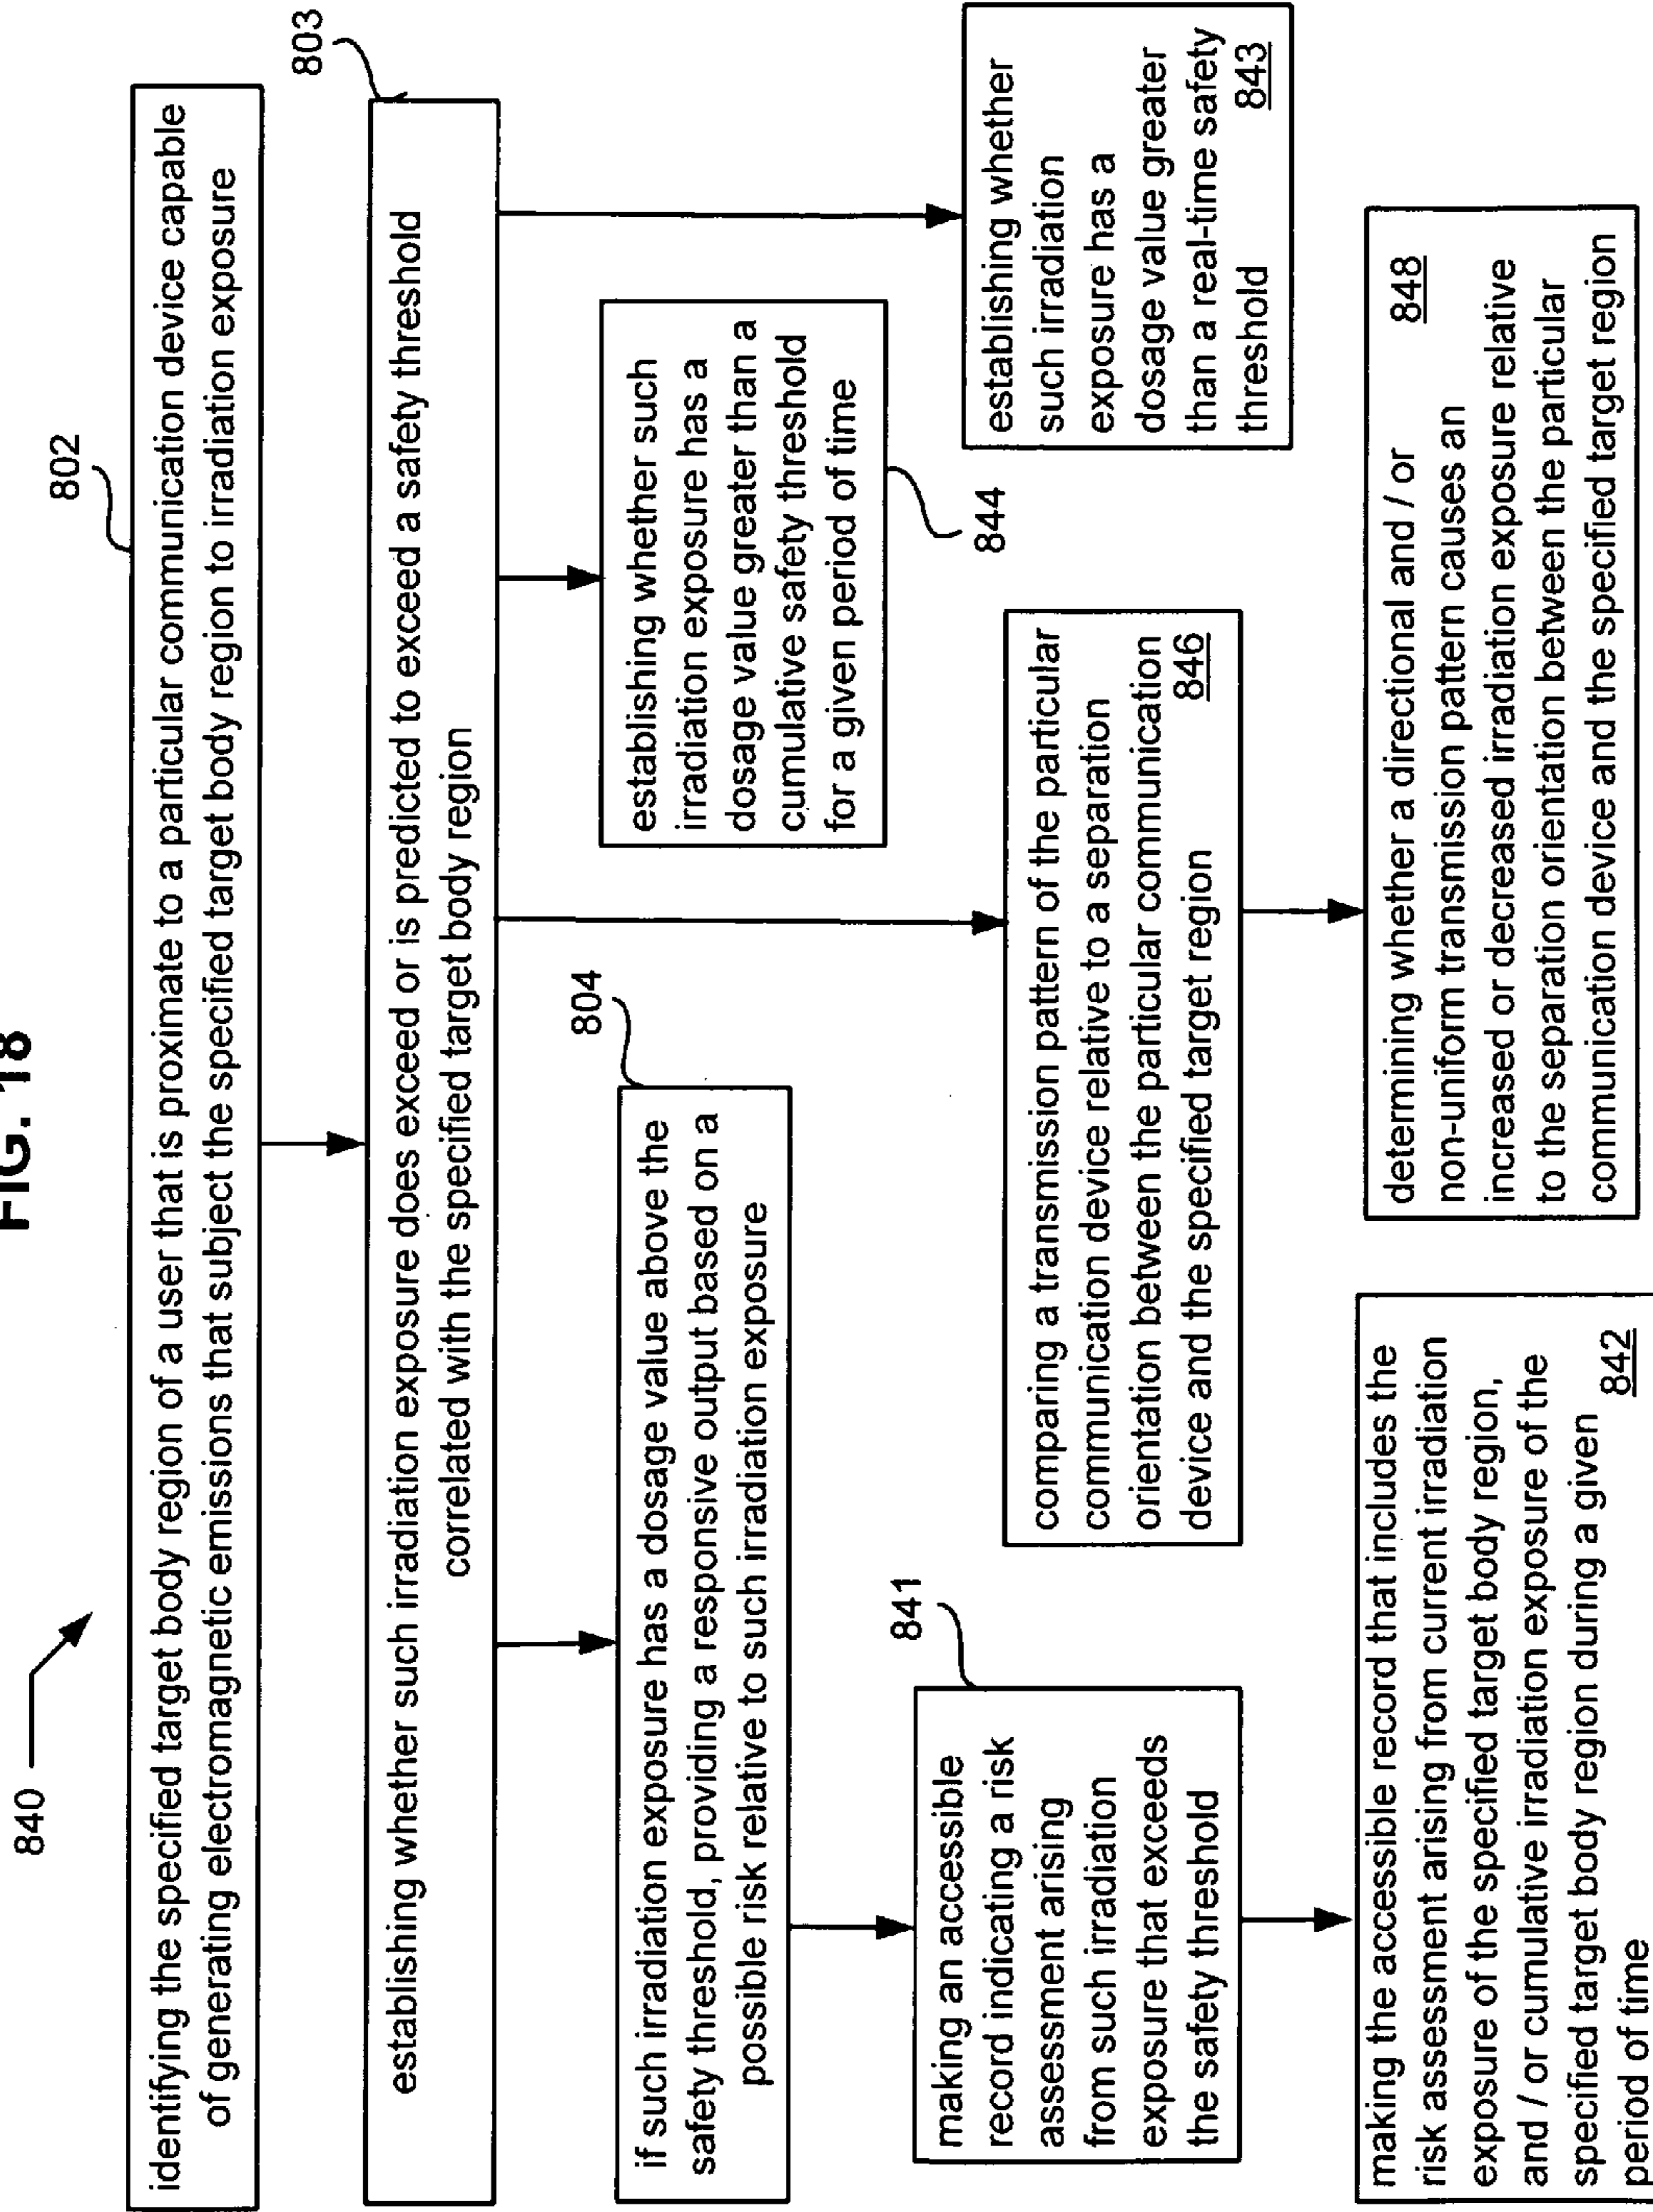 FIG. 18
840
802
identifying the specified target body region of a user that is proximate to a particular communication device capable
of generating electromagnetic emissions that subject the specified target body region to irradiation exposure
803
establishing whether such irradiation exposure does exceed or is predicted to exceed a safety threshold
correlated with the specified target body region
804
if such irradiation exposure has a dosage value above the
safety threshold, providing a responsive output based on a
possible risk relative to such irradiation exposure
establishing whether such
irradiation exposure has a
dosage value greater than a
cumulative safety threshold
for a given period of time
844
establishing whether
such irradiation
exposure has a
dosage value greater
than a real-time safety
threshold 843
841
making an accessible
record indicating a risk
assessment arising
from such irradiation
exposure that exceeds
the safety threshold
comparing a transmission pattern of the particular
communication device relative to a separation
orientation between the particular communication
device and the specified target region 846
making the accessible record that includes the
risk assessment arising from current irradiation
exposure of the specified target body region,
and / or cumulative irradiation exposure of the
specified target body region during a given
period of time 842
determining whether a directional and / or 848
non-uniform transmission pattern causes an
increased or decreased irradiation exposure relative
to the separation orientation between the particular
communication device and the specified target region